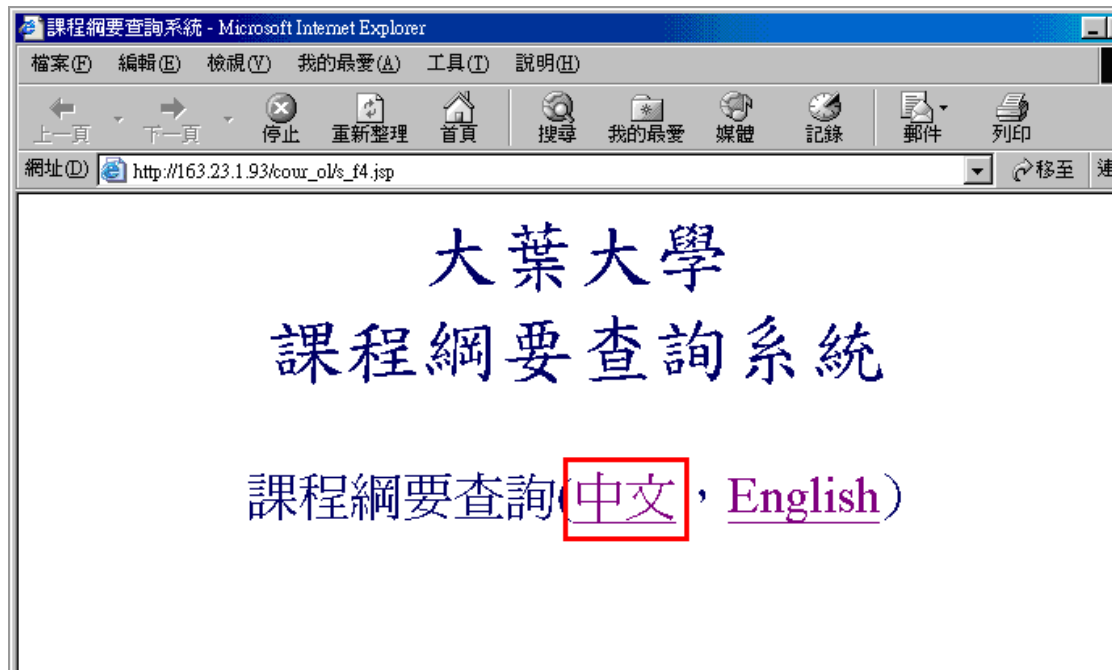 課程綱要查詢系統 - Microsoft Internet Explorer
檔案(F) 編輯(E) 檢視(V) 我的最愛(A) 工具(T) 說明(H)
上一頁 下一頁 停止 重新整理 首頁 搜尋 我的最愛 媒體 記錄 郵件 列印
網址(D) http://163.23.1.93/cour_ol/s_f4.jsp 移至 連
大葉大學
課程綱要查詢系統
課程綱要查詢(中文，English)